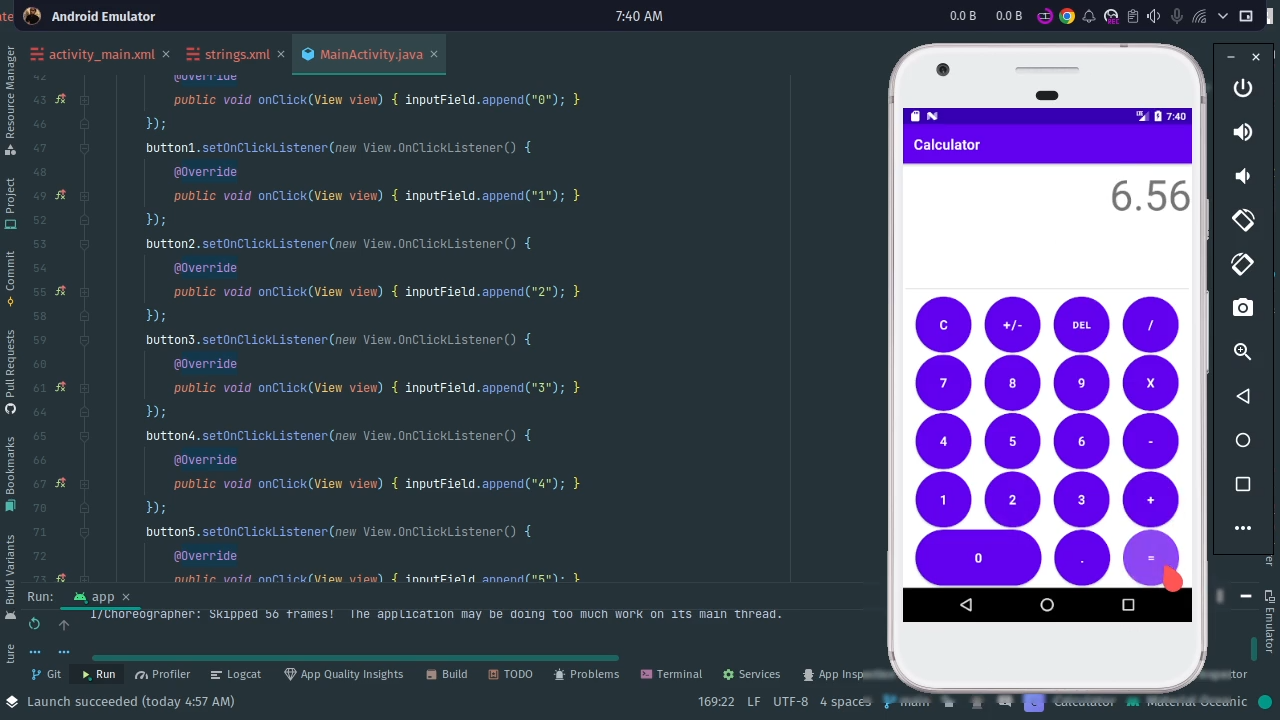 Android Emulator 7:40 AM 0.0 B 0.0 B REC
activity_main.xml × strings.xml × MainActivity.java ×
42 @Override
43 public void onClick(View view) { inputField.append("0"); }
46 });
47 button1.setOnClickListener(new View.OnClickListener() {
48 @Override
49 public void onClick(View view) { inputField.append("1"); }
52 });
53 button2.setOnClickListener(new View.OnClickListener() {
54 @Override
55 public void onClick(View view) { inputField.append("2"); }
58 });
59 button3.setOnClickListener(new View.OnClickListener() {
60 @Override
61 public void onClick(View view) { inputField.append("3"); }
64 });
65 button4.setOnClickListener(new View.OnClickListener() {
66 @Override
67 public void onClick(View view) { inputField.append("4"); }
70 });
71 button5.setOnClickListener(new View.OnClickListener() {
72 @Override
73 public void onClick(View view) { inputField.append("5"); }
Resource Manager
Project
Commit
Pull Requests
Bookmarks
Build Variants
ture
7:40
Calculator
6.56
C +/- DEL /
7 8 9 X
4 5 6 -
1 2 3 +
0 . =
Emulator
Run: app ×
I/Choreographer: Skipped 56 frames! The application may be doing too much work on its main thread.
Git Run Profiler Logcat App Quality Insights Build TODO Problems Terminal Services App Inspe
Launch succeeded (today 4:57 AM) 169:22 LF UTF-8 4 spaces main Calculator Material Oceanic